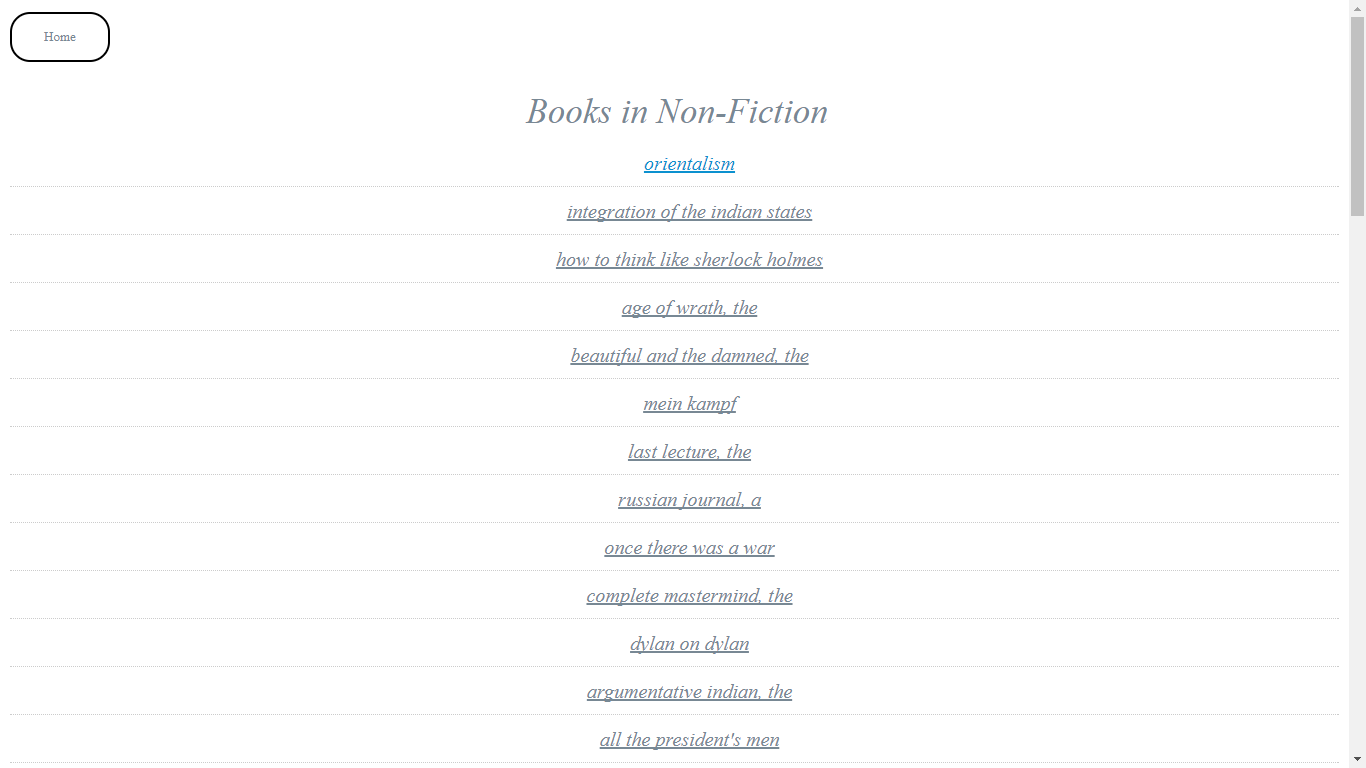 Home
Books in Non-Fiction
orientalism
integration of the indian states
how to think like sherlock holmes
age of wrath, the
beautiful and the damned, the
mein kampf
last lecture, the
russian journal, a
once there was a war
complete mastermind, the
dylan on dylan
argumentative indian, the
all the president's men